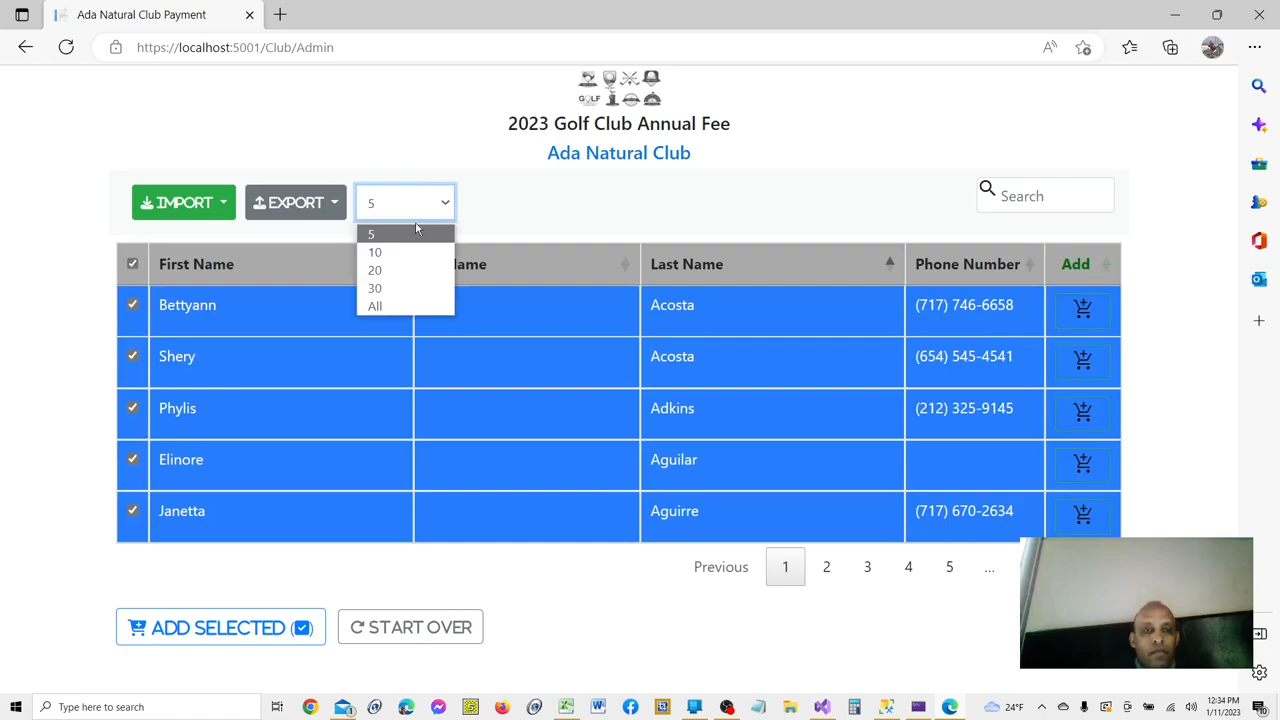 Ada Natural Club Payment
https://localhost:5001/Club/Admin
GOLF
2023 Golf Club Annual Fee
Ada Natural Club
IMPORT
EXPORT
5
Search
5
10
20
30
All
First Name
Name
Last Name
Phone Number
Add
Bettyann Acosta (717) 746-6658
Shery Acosta (654) 545-4541
Phylis Adkins (212) 325-9145
Elinore Aguilar
Janetta Aguirre (717) 670-2634
Previous 1 2 3 4 5 ...
ADD SELECTED (☑)
START OVER
Type here to search
24°F
12:34 PM
1/11/2023